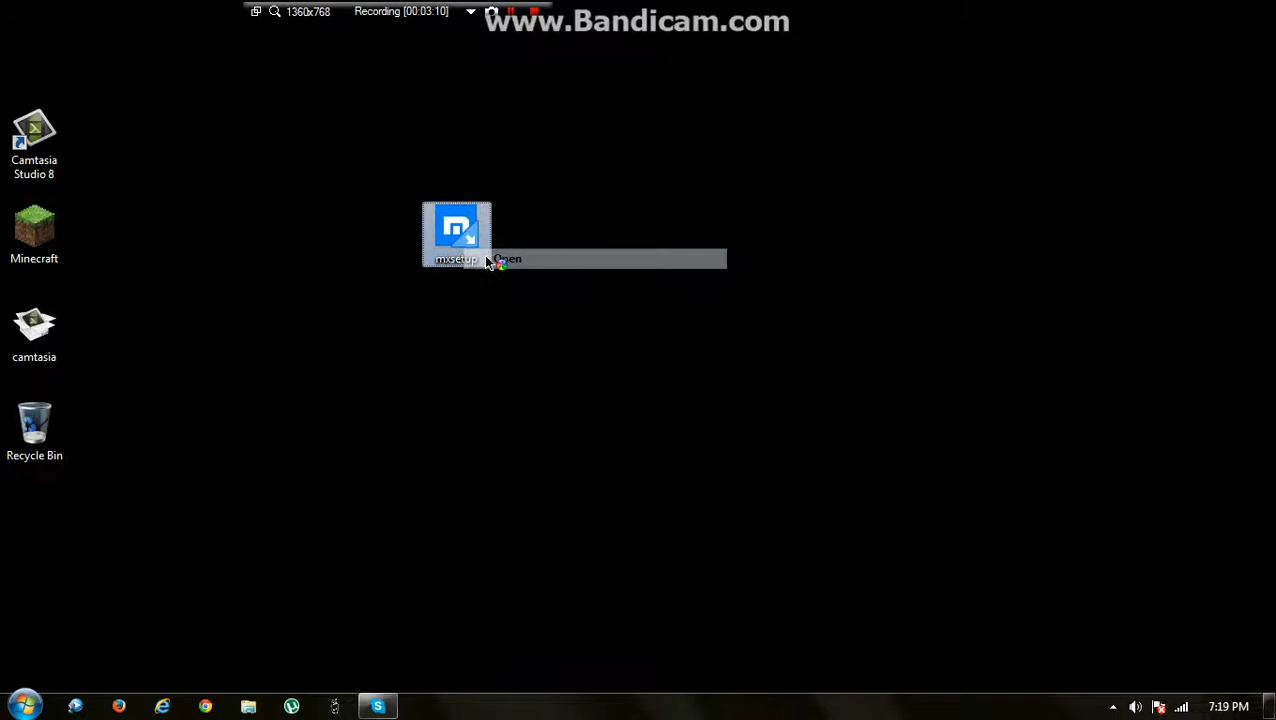 1360x768 Recording [00:03:10]
www.Bandicam.com
Camtasia
Studio 8
Minecraft
mxsetup Open
camtasia
Recycle Bin
7:19 PM